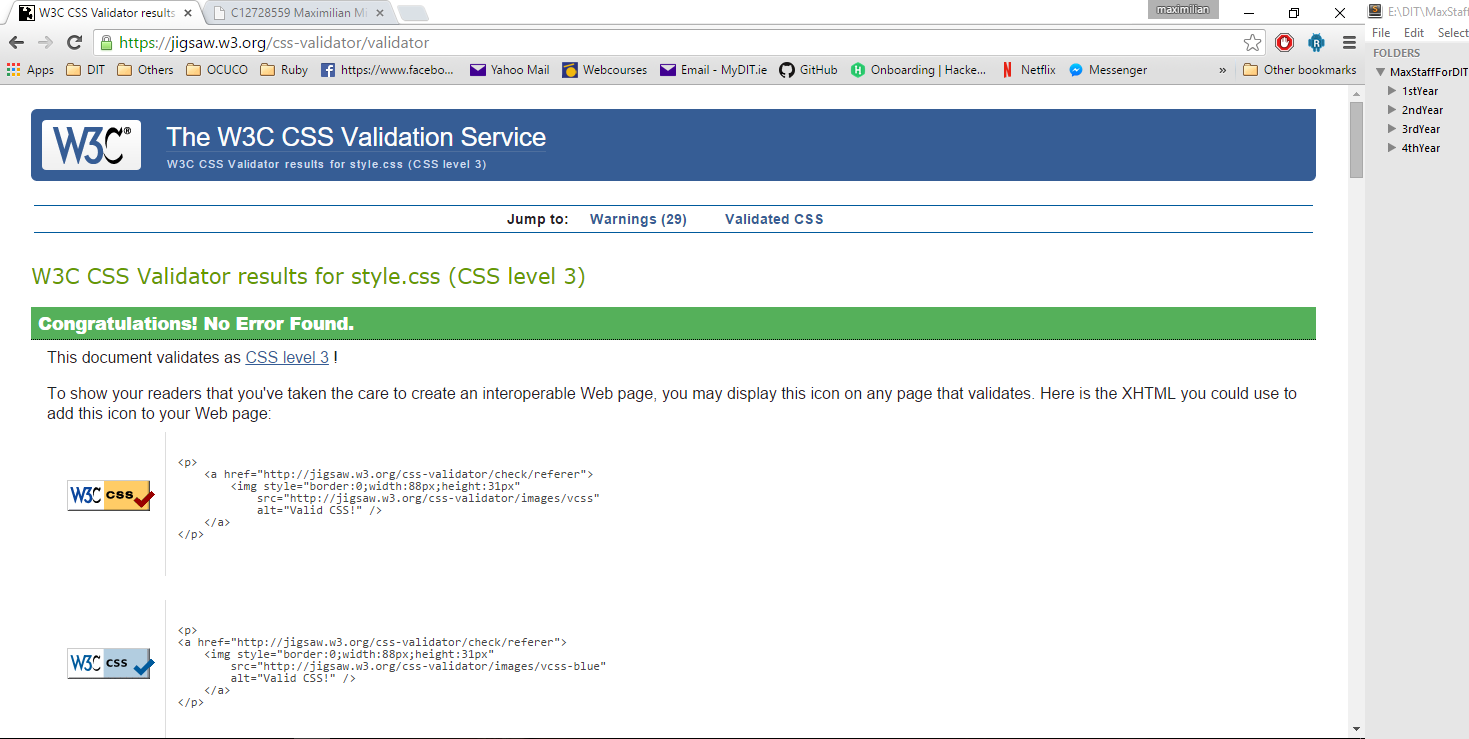 W3C CSS Validator results
C12728559 Maximilian Mi
maximilian
https://jigsaw.w3.org/css-validator/validator
Apps DIT Others OCUCO Ruby https://www.facebo... Yahoo Mail Webcourses Email - MyDIT.ie GitHub Onboarding | Hacke... Netflix Messenger » Other bookmarks
W3C®
The W3C CSS Validation Service
W3C CSS Validator results for style.css (CSS level 3)
Jump to: Warnings (29) Validated CSS
W3C CSS Validator results for style.css (CSS level 3)
Congratulations! No Error Found.
This document validates as CSS level 3 !
To show your readers that you've taken the care to create an interoperable Web page, you may display this icon on any page that validates. Here is the XHTML you could use to
add this icon to your Web page:
W3C css
<p>
<a href="http://jigsaw.w3.org/css-validator/check/referer">
<img style="border:0;width:88px;height:31px"
src="http://jigsaw.w3.org/css-validator/images/vcss"
alt="Valid CSS!" />
</a>
</p>
W3C css
<p>
<a href="http://jigsaw.w3.org/css-validator/check/referer">
<img style="border:0;width:88px;height:31px"
src="http://jigsaw.w3.org/css-validator/images/vcss-blue"
alt="Valid CSS!" />
</a>
</p>
E:\DIT\MaxStaff
File Edit Select
FOLDERS
MaxStaffForDIT
1stYear
2ndYear
3rdYear
4thYear